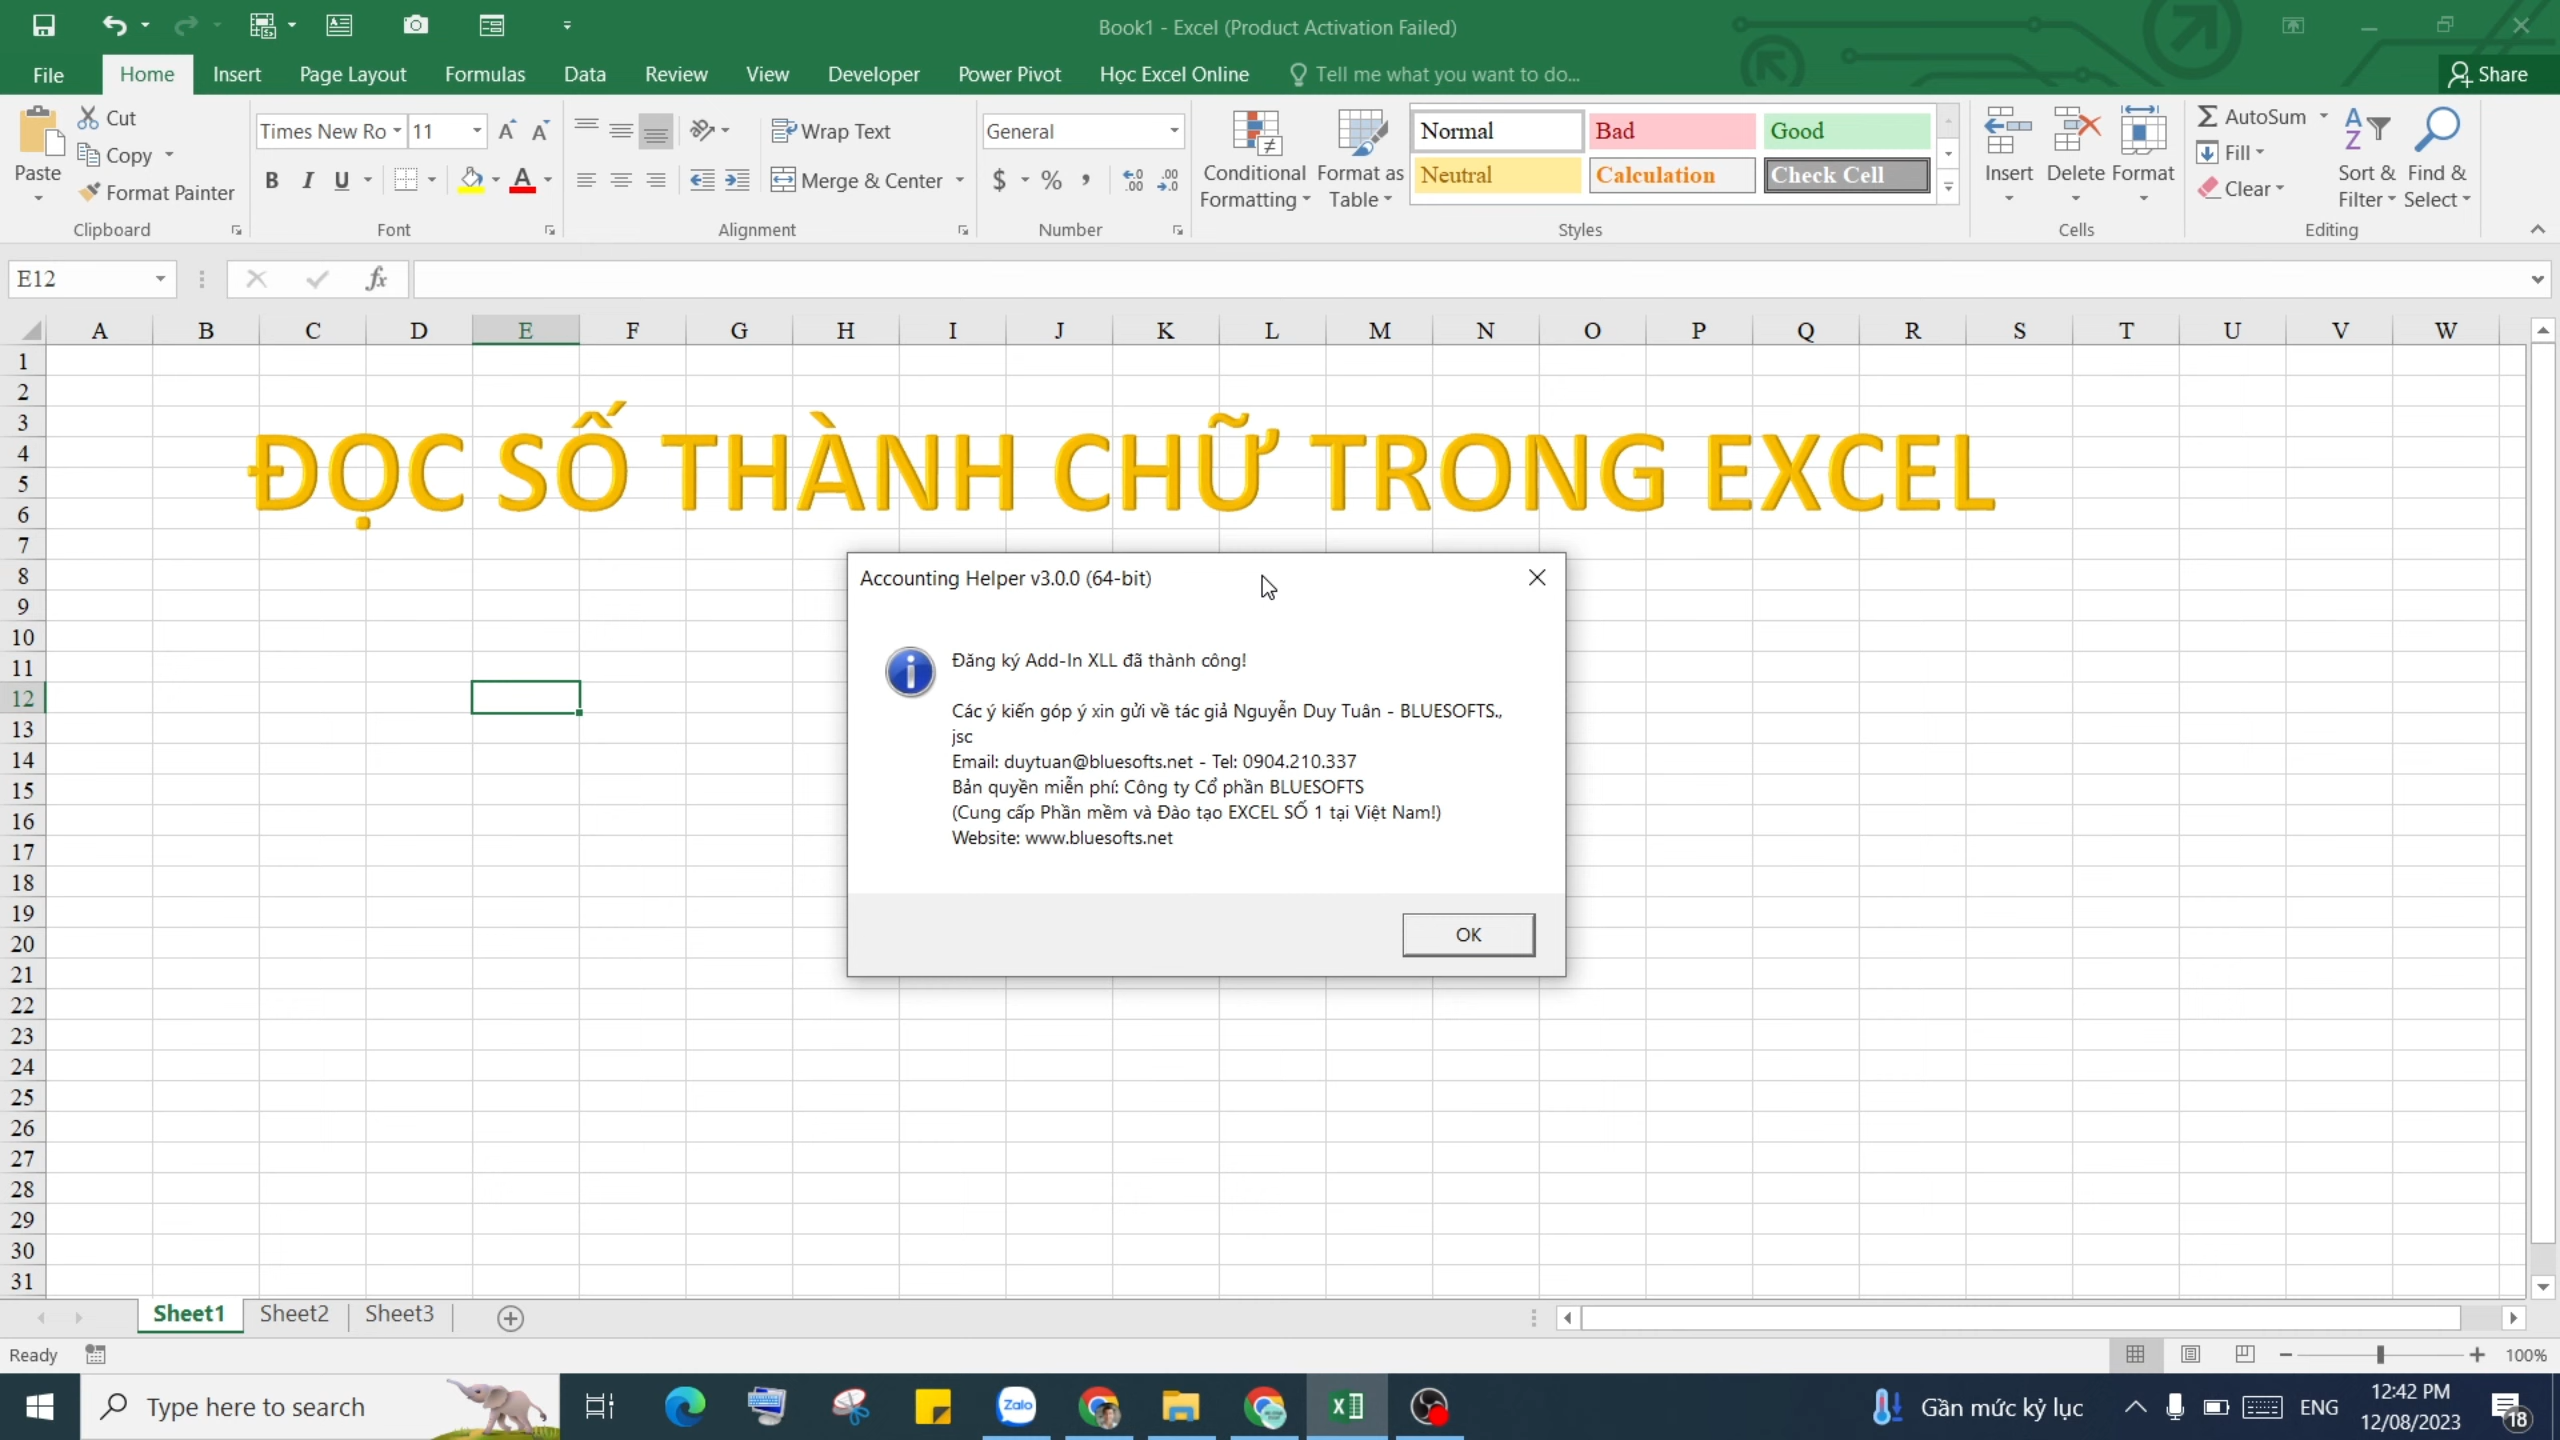 Book1 - Excel (Product Activation Failed)
File Home Insert Page Layout Formulas Data Review View Developer Power Pivot Học Excel Online Tell me what you want to do... Share
Paste
Cut
Copy
Format Painter
Clipboard
Times New Ro 11
B I U
Font
Wrap Text
Merge & Center
Alignment
General
$ % ,
Number
Conditional Formatting
Format as Table
Normal Bad Good
Neutral Calculation Check Cell
Styles
Insert Delete Format
Cells
AutoSum
Fill
Clear
Sort & Filter
Find & Select
Editing
E12 fx
A B C D E F G H I J K L M N O P Q R S T U V W
1
2
3
4
5
6
7
8
9
10
11
12
13
14
15
16
17
18
19
20
21
22
23
24
25
26
27
28
29
30
31
ĐỌC SỐ THÀNH CHỮ TRONG EXCEL
Accounting Helper v3.0.0 (64-bit)
Đăng ký Add-In XLL đã thành công!
Các ý kiến góp ý xin gửi về tác giả Nguyễn Duy Tuân - BLUESOFTS.,
jsc
Email: duytuan@bluesofts.net - Tel: 0904.210.337
Bản quyền miễn phí: Công ty Cổ phần BLUESOFTS
(Cung cấp Phần mềm và Đào tạo EXCEL SỐ 1 tại Việt Nam!)
Website: www.bluesofts.net
OK
Sheet1 Sheet2 Sheet3
Ready 100%
Type here to search Zalo Gần mức kỷ lục ENG 12:42 PM
12/08/2023 18